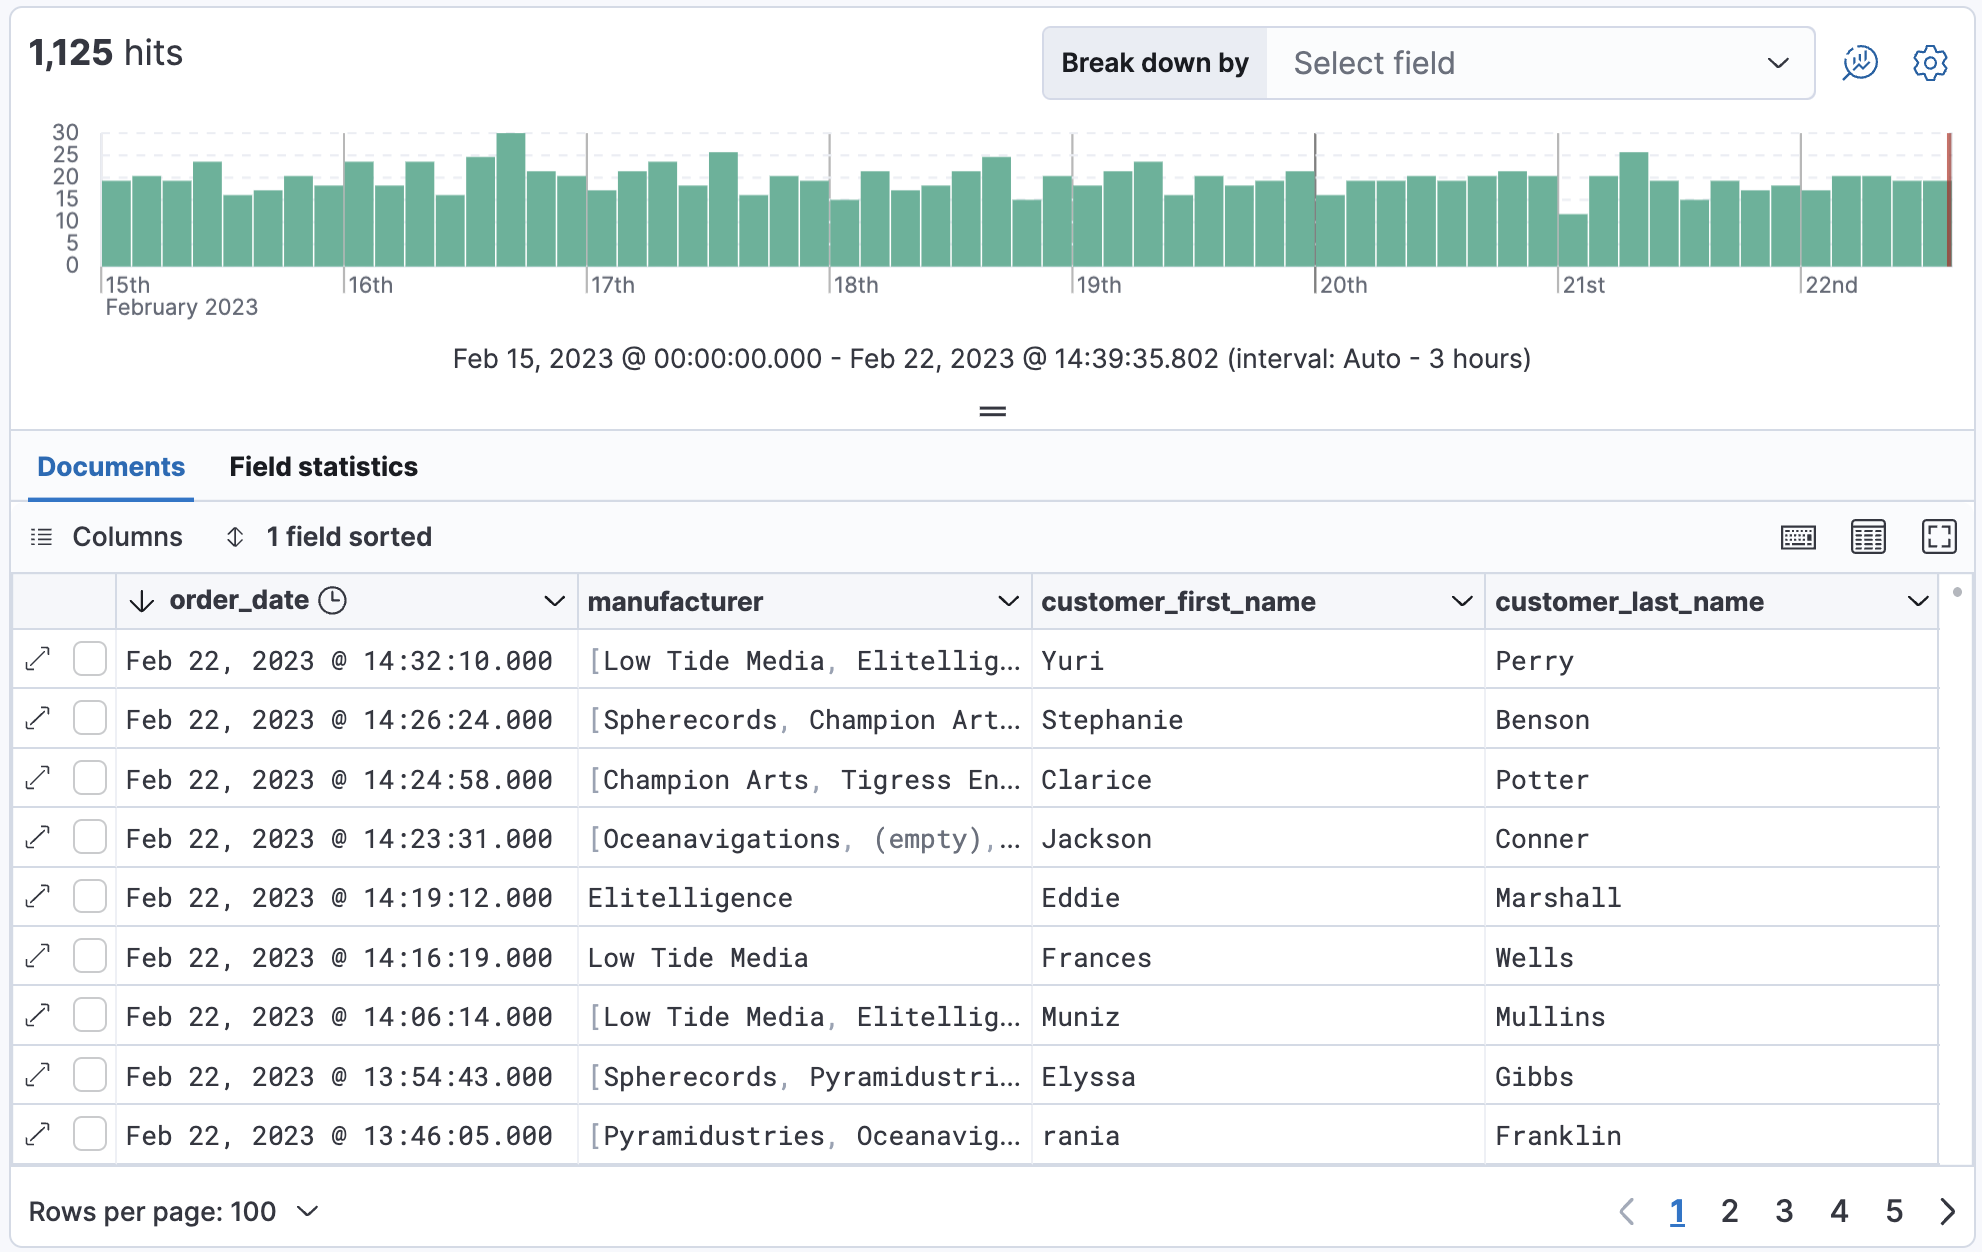 1,125 hits
Break down by Select field
30
25
20
15
10
5
0
15th 16th 17th 18th 19th 20th 21st 22nd
February 2023
Feb 15, 2023 @ 00:00:00.000 - Feb 22, 2023 @ 14:39:35.802 (interval: Auto - 3 hours)
Documents Field statistics
Columns 1 field sorted
order_date manufacturer customer_first_name customer_last_name
Feb 22, 2023 @ 14:32:10.000 [Low Tide Media, Elitellig... Yuri Perry
Feb 22, 2023 @ 14:26:24.000 [Spherecords, Champion Art... Stephanie Benson
Feb 22, 2023 @ 14:24:58.000 [Champion Arts, Tigress En... Clarice Potter
Feb 22, 2023 @ 14:23:31.000 [Oceanavigations, (empty),... Jackson Conner
Feb 22, 2023 @ 14:19:12.000 Elitelligence Eddie Marshall
Feb 22, 2023 @ 14:16:19.000 Low Tide Media Frances Wells
Feb 22, 2023 @ 14:06:14.000 [Low Tide Media, Elitellig... Muniz Mullins
Feb 22, 2023 @ 13:54:43.000 [Spherecords, Pyramidustri... Elyssa Gibbs
Feb 22, 2023 @ 13:46:05.000 [Pyramidustries, Oceanavig... rania Franklin
Rows per page: 100 1 2 3 4 5